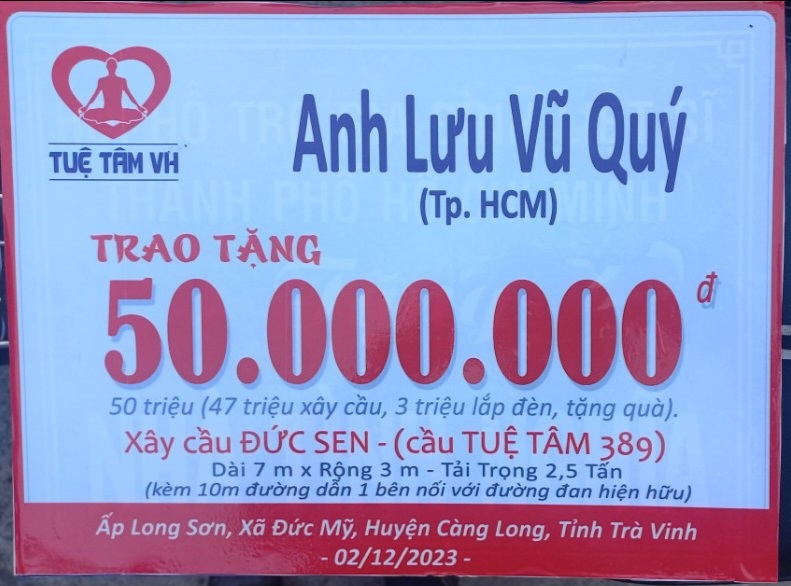 TUỆ TÂM VH
Anh Lưu Vũ Quý
(Tp. HCM)
TRAO TẶNG
50.000.000 đ
50 triệu (47 triệu xây cầu, 3 triệu lắp đèn, tặng quà).
Xây cầu ĐỨC SEN - (cầu TUỆ TÂM 389)
Dài 7 m x Rộng 3 m - Tải Trọng 2,5 Tấn
(kèm 10m đường dẫn 1 bên nối với đường đan hiện hữu)
Ấp Long Sơn, Xã Đức Mỹ, Huyện Càng Long, Tỉnh Trà Vinh
- 02/12/2023 -